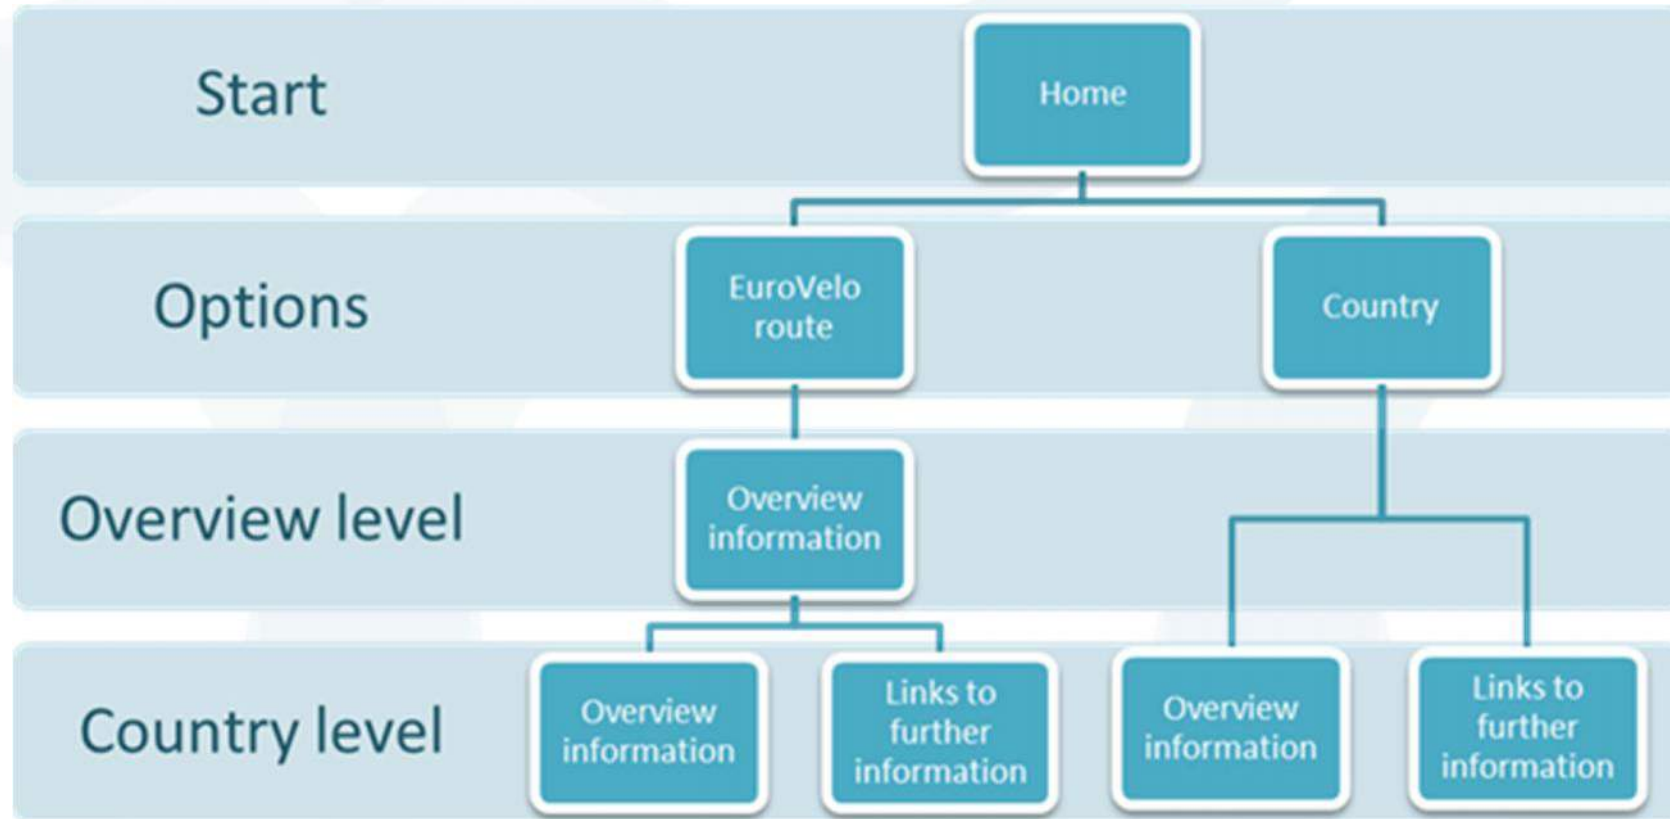 Start
Home
Options
EuroVelo
route
Country
Overview level
Overview
information
Country level
Overview
information
Links to
further
information
Overview
information
Links to
further
information